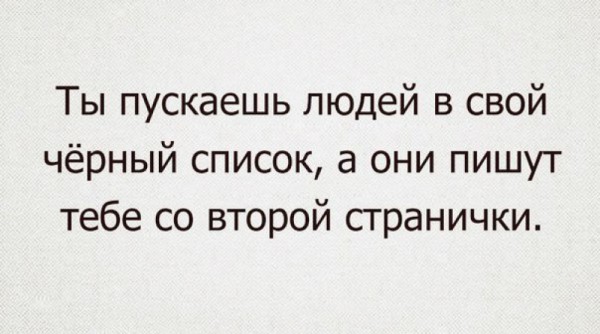 Ты пускаешь людей в свой
чёрный список, а они пишут
тебе со второй странички.